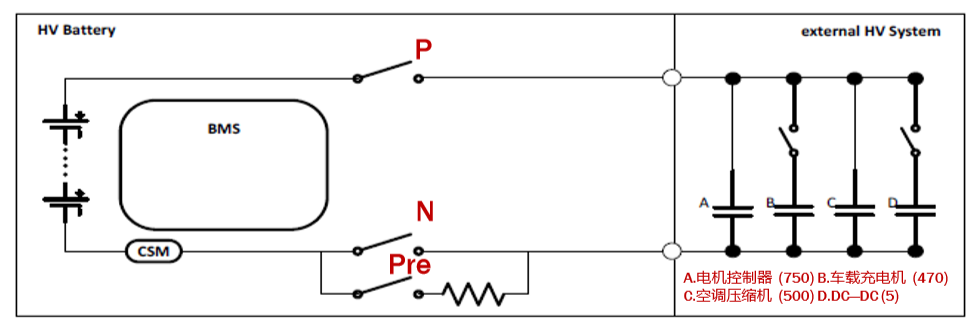 HV Battery
external HV System
P
BMS
A
B
C
D
N
CSM
Pre
A.电机控制器 (750) B.车载充电机 (470)
C.空调压缩机 (500) D.DC—DC (5)